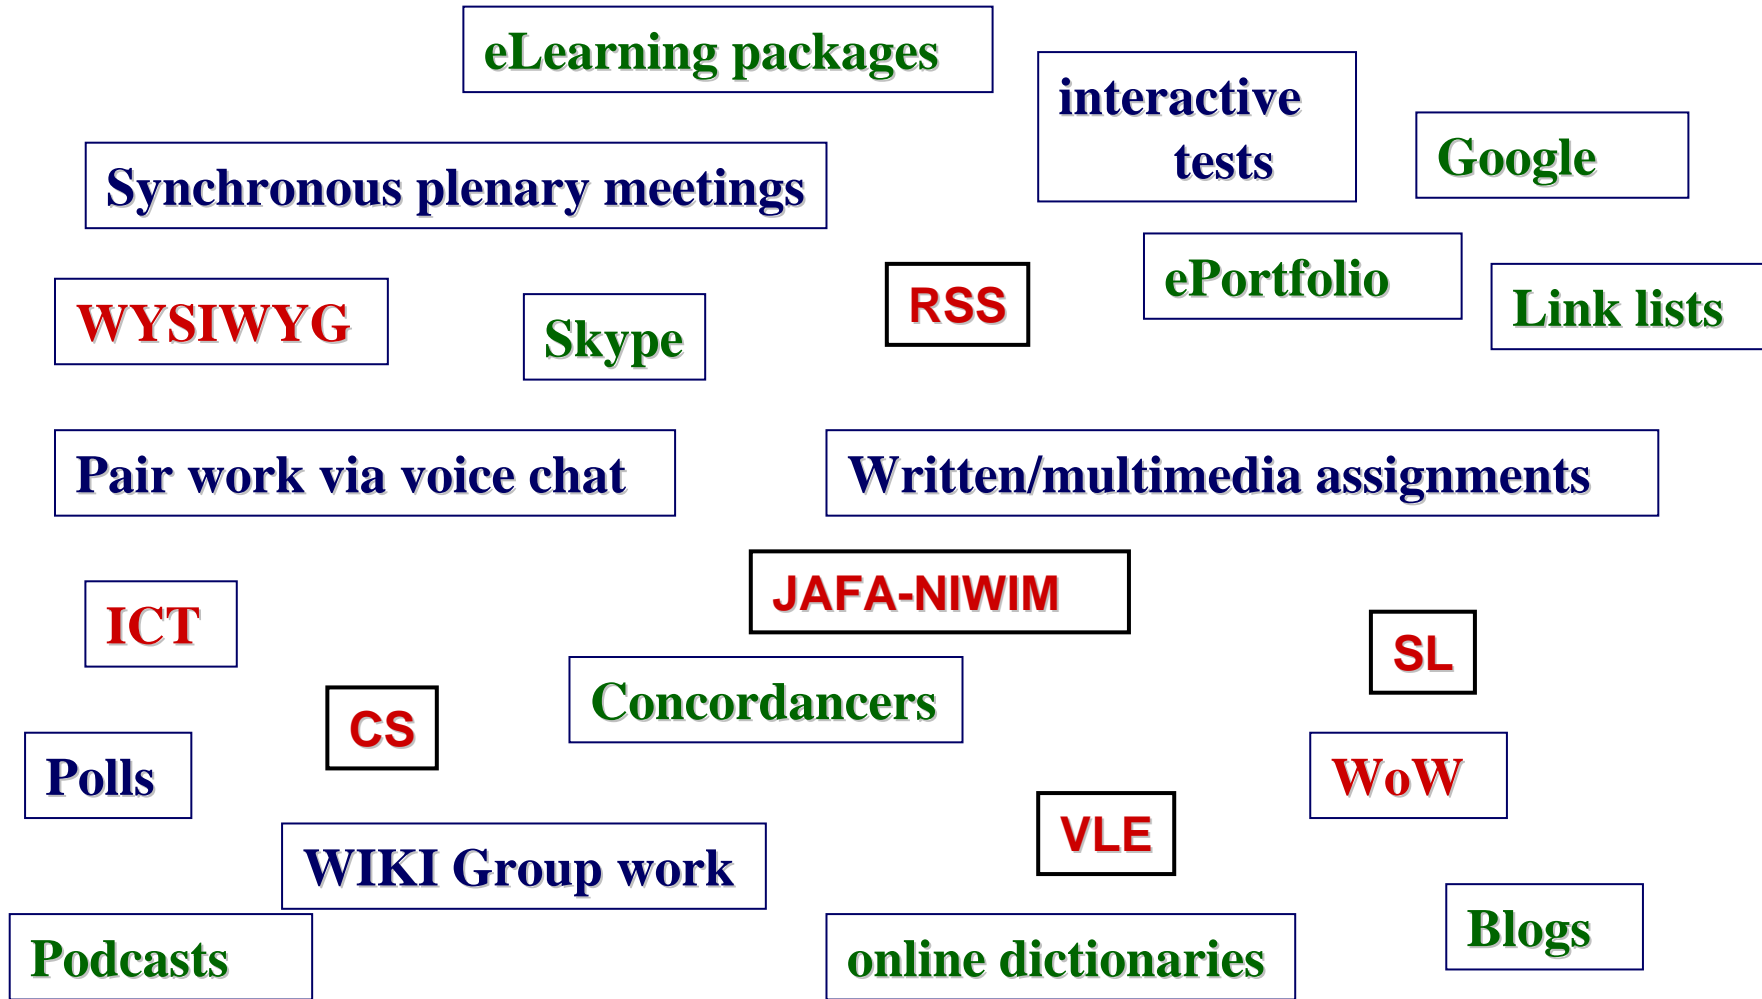 eLearning packages
interactive
tests
Google
Synchronous plenary meetings
ePortfolio
RSS
Link lists
WYSIWYG
Skype
Pair work via voice chat
Written/multimedia assignments
JAFA-NIWIM
ICT
SL
Concordancers
CS
Polls
WoW
VLE
WIKI Group work
Blogs
Podcasts
online dictionaries